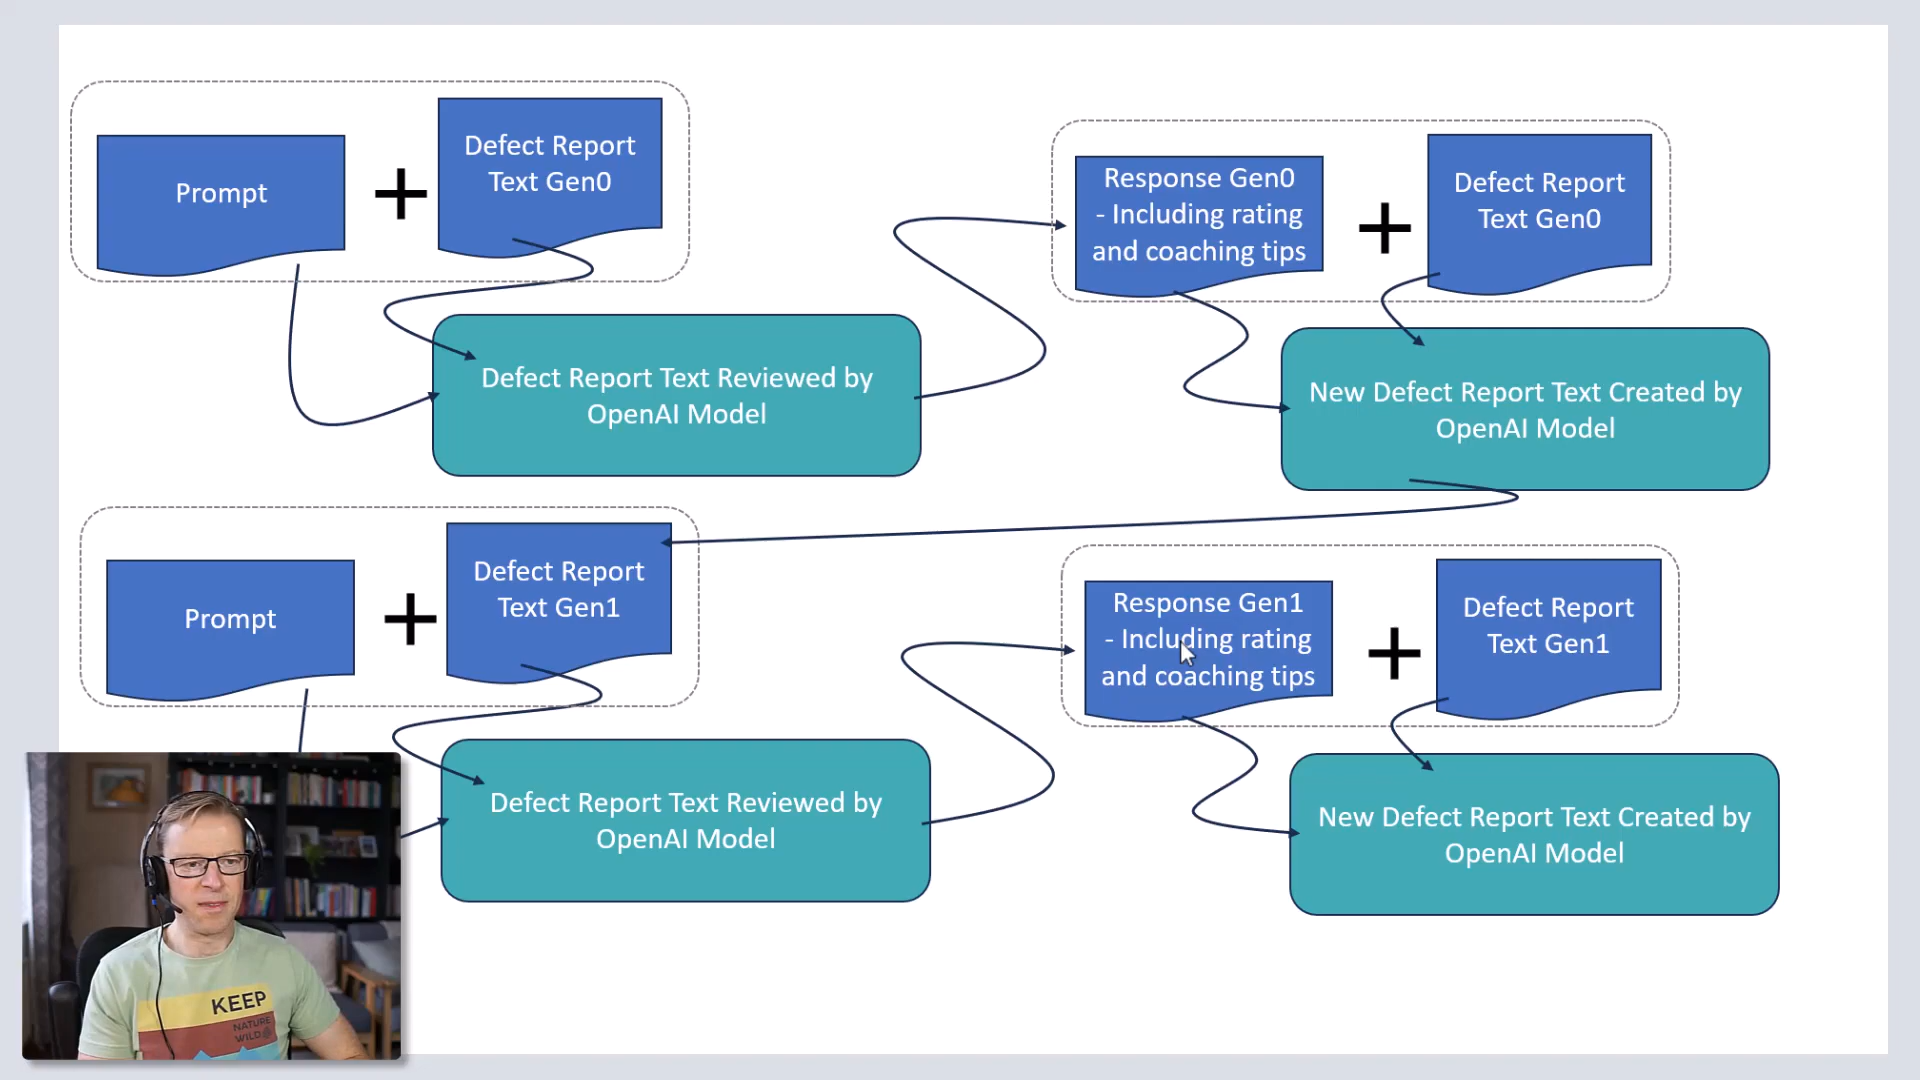 Prompt
+
Defect Report
Text Gen0
Response Gen0
- Including rating
and coaching tips
+
Defect Report
Text Gen0
Defect Report Text Reviewed by
OpenAI Model
New Defect Report Text Created by
OpenAI Model
Prompt
+
Defect Report
Text Gen1
Response Gen1
- Including rating
and coaching tips
+
Defect Report
Text Gen1
Defect Report Text Reviewed by
OpenAI Model
New Defect Report Text Created by
OpenAI Model
KEEP
NATURE
WILD